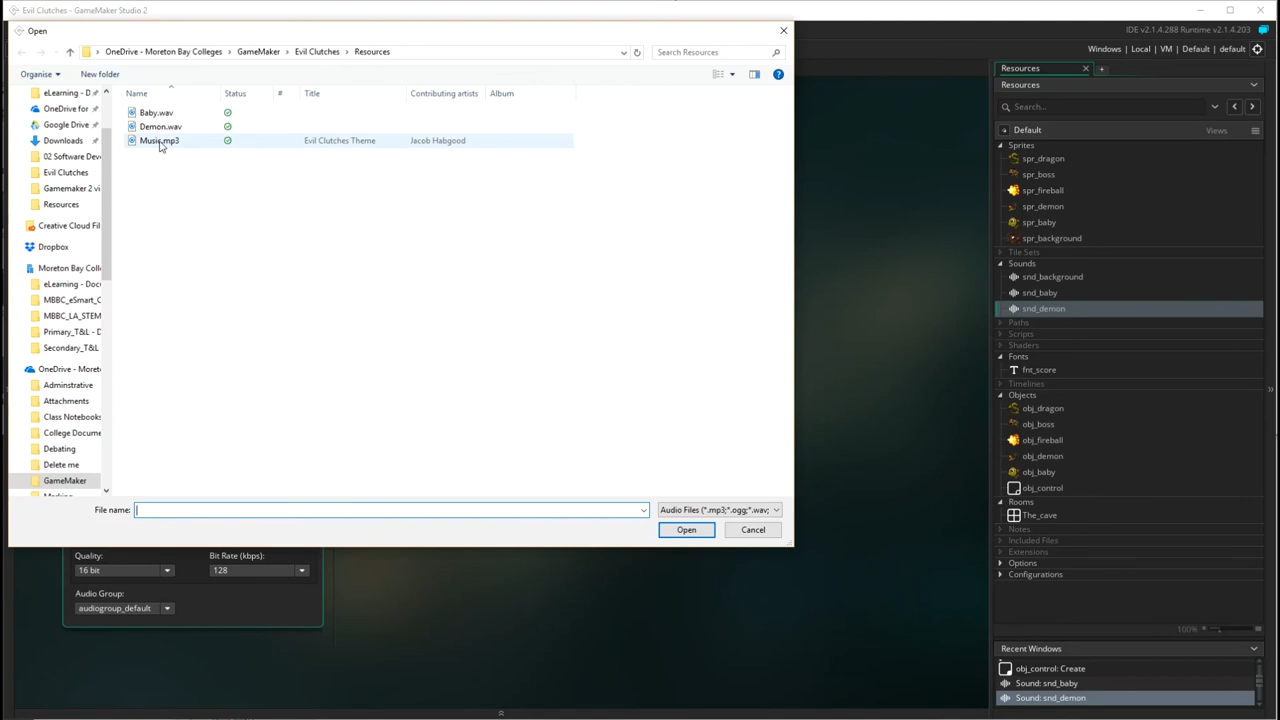 Evil Clutches - GameMaker Studio 2
Open
IDE v2.1.4.288 Runtime v2.1.4.203
OneDrive - Moreton Bay Colleges > GameMaker > Evil Clutches > Resources
Search Resources
Windows | Local | VM | Default | default
Organise
New folder
Resources
Resources
Name
Status
#
Title
Contributing artists
Album
Search...
Baby.wav
Demon.wav
Music.mp3
Evil Clutches Theme
Jacob Habgood
eLearning - D
OneDrive for
Google Drive
Downloads
02 Software Dev
Evil Clutches
Gamemaker 2 vi
Resources
Creative Cloud Fil
Dropbox
Moreton Bay Coll
eLearning - Docu
MBBC_eSmart_C
MBBC_LA_STEM
Primary_T&L - D
Secondary_T&L
OneDrive - Moret
Adminstrative
Attachments
Class Notebooks
College Docume
Debating
Delete me
GameMaker
File name:
Audio Files (*.mp3;*.ogg;*.wav;
Open
Cancel
Quality:
Bit Rate (kbps):
16 bit
128
Audio Group:
audiogroup_default
Default
Views
Sprites
spr_dragon
spr_boss
spr_fireball
spr_demon
spr_baby
spr_background
Tile Sets
Sounds
snd_background
snd_baby
snd_demon
Paths
Scripts
Shaders
Fonts
fnt_score
Timelines
Objects
obj_dragon
obj_boss
obj_fireball
obj_demon
obj_baby
obj_control
Rooms
The_cave
Notes
Included Files
Extensions
Options
Configurations
100%
Recent Windows
obj_control: Create
Sound: snd_baby
Sound: snd_demon